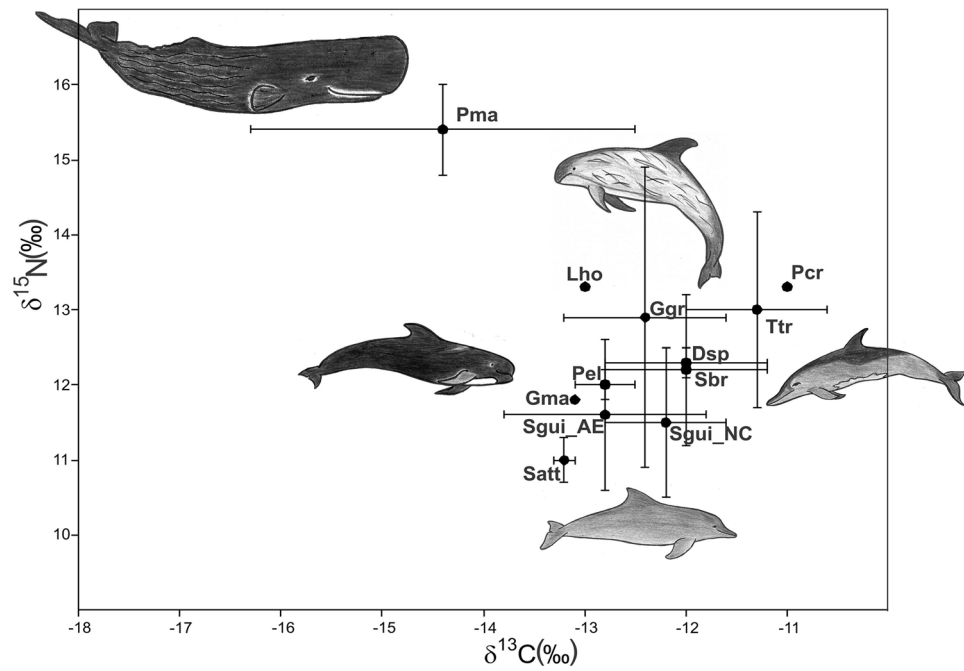 16
Pma
15
14
δ15N(‰)
Lho
Pcr
13
Ggr
Ttr
Dsp
12
Pel
Sbr
Gma
Sgui_AE
Sgui_NC
11
Satt
10
-18 -17 -16 -15 -14 -13 -12 -11
δ13C(‰)